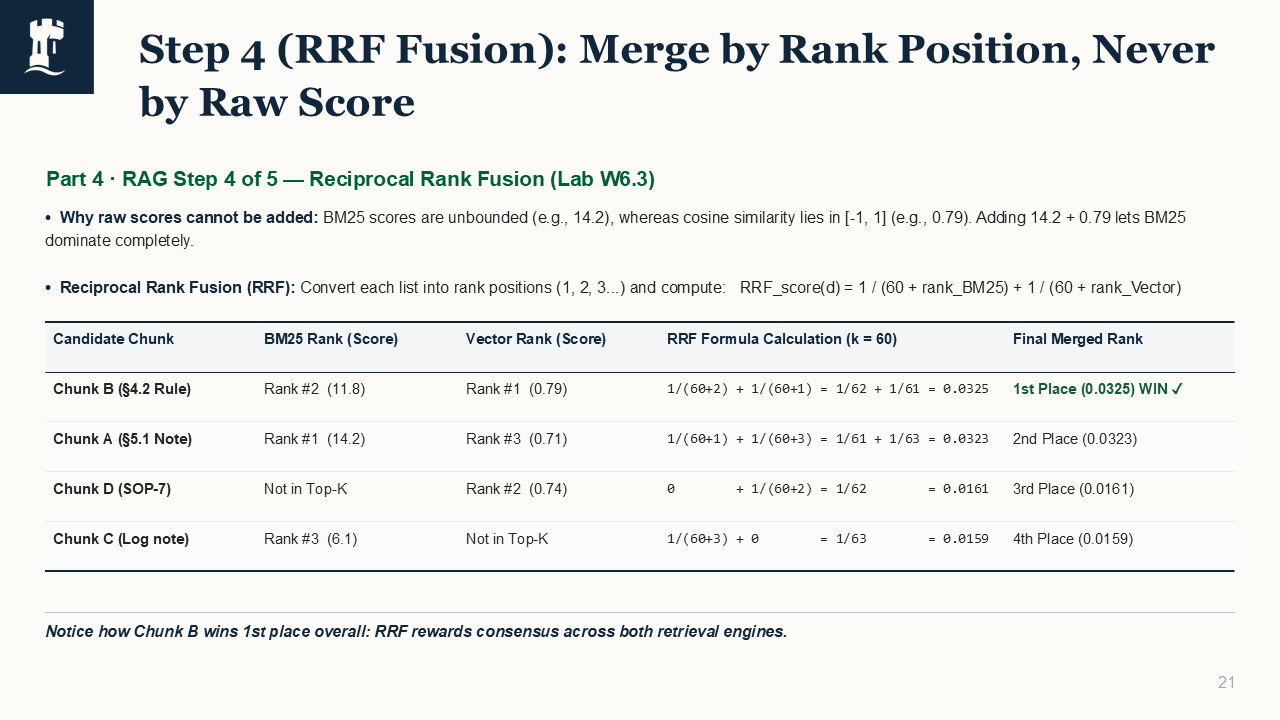 Step 4 (RRF Fusion): Merge by Rank Position, Never
by Raw Score
Part 4 · RAG Step 4 of 5 — Reciprocal Rank Fusion (Lab W6.3)
• Why raw scores cannot be added: BM25 scores are unbounded (e.g., 14.2), whereas cosine similarity lies in [-1, 1] (e.g., 0.79). Adding 14.2 + 0.79 lets BM25
dominate completely.
• Reciprocal Rank Fusion (RRF): Convert each list into rank positions (1, 2, 3...) and compute: RRF_score(d) = 1 / (60 + rank_BM25) + 1 / (60 + rank_Vector)
Candidate Chunk BM25 Rank (Score) Vector Rank (Score) RRF Formula Calculation (k = 60) Final Merged Rank
Chunk B (§4.2 Rule) Rank #2 (11.8) Rank #1 (0.79) 1/(60+2) + 1/(60+1) = 1/62 + 1/61 = 0.0325 1st Place (0.0325) WIN ✓
Chunk A (§5.1 Note) Rank #1 (14.2) Rank #3 (0.71) 1/(60+1) + 1/(60+3) = 1/61 + 1/63 = 0.0323 2nd Place (0.0323)
Chunk D (SOP-7) Not in Top-K Rank #2 (0.74) 0 + 1/(60+2) = 1/62 = 0.0161 3rd Place (0.0161)
Chunk C (Log note) Rank #3 (6.1) Not in Top-K 1/(60+3) + 0 = 1/63 = 0.0159 4th Place (0.0159)
Notice how Chunk B wins 1st place overall: RRF rewards consensus across both retrieval engines.
21